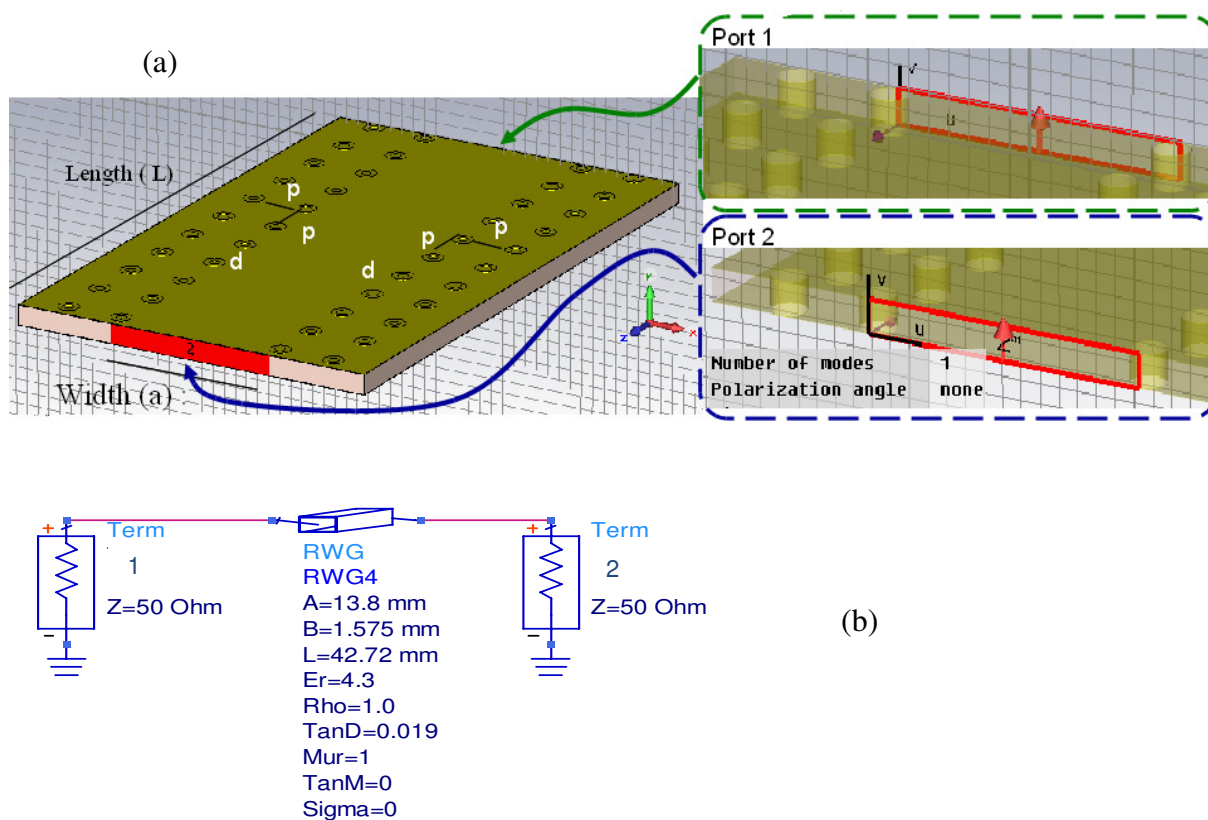 (a)
Length ( L )
p
p
p
p
d
d
2
Width (a)
Y
X
Z
Port 1
v
u
Port 2
v
u
Number of modes 1
Polarization angle none
Term
1
Z=50 Ohm
RWG
RWG4
A=13.8 mm
B=1.575 mm
L=42.72 mm
Er=4.3
Rho=1.0
TanD=0.019
Mur=1
TanM=0
Sigma=0
Term
2
Z=50 Ohm
(b)